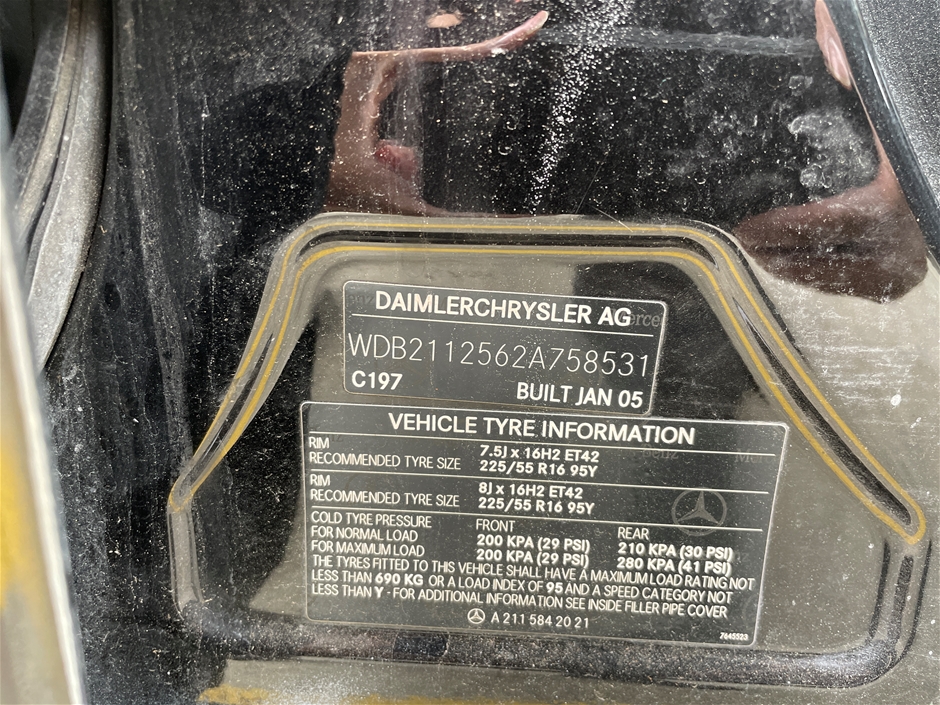 DAIMLERCHRYSLER AG
WDB2112562A758531
C197 BUILT JAN 05
VEHICLE TYRE INFORMATION
RIM 7.5J x 16H2 ET42
RECOMMENDED TYRE SIZE 225/55 R16 95Y
RIM 8J x 16H2 ET42
RECOMMENDED TYRE SIZE 225/55 R16 95Y
COLD TYRE PRESSURE FRONT REAR
FOR NORMAL LOAD 200 KPA (29 PSI) 210 KPA (30 PSI)
FOR MAXIMUM LOAD 200 KPA (29 PSI) 280 KPA (41 PSI)
THE TYRES FITTED TO THIS VEHICLE SHALL HAVE A MAXIMUM LOAD RATING NOT
LESS THAN 690 KG OR A LOAD INDEX OF 95 AND A SPEED CATEGORY NOT
LESS THAN Y - FOR ADDITIONAL INFORMATION SEE INSIDE FILLER PIPE COVER
A 211 584 20 21
7645523